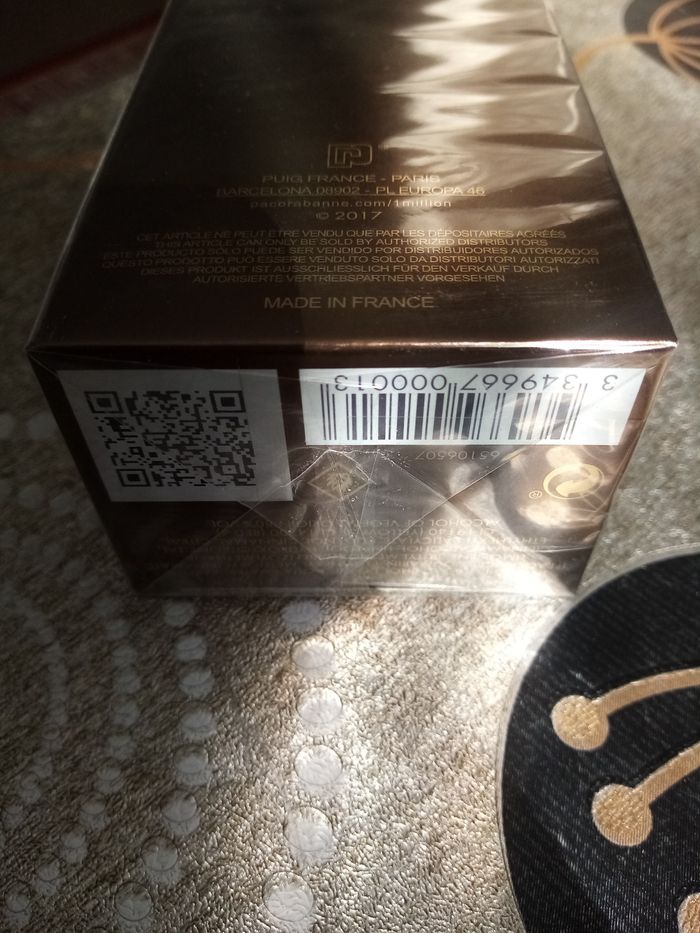 PUIG FRANCE - PARIS
BARCELONA 08902 - PL EUROPA 46
pacorabanne.com/1million
© 2017
CET ARTICLE NE PEUT ÊTRE VENDU QUE PAR LES DÉPOSITAIRES AGRÉÉS
THIS ARTICLE CAN ONLY BE SOLD BY AUTHORIZED DISTRIBUTORS
ESTE PRODUCTO SÓLO PUEDE SER VENDIDO POR DISTRIBUIDORES AUTORIZADOS
QUESTO PRODOTTO PUÒ ESSERE VENDUTO SOLO DA DISTRIBUTORI AUTORIZZATI
DIESES PRODUKT IST AUSSCHLIESSLICH FÜR DEN VERKAUF DURCH
AUTORISIERTE VERTRIEBSPARTNER VORGESEHEN
MADE IN FRANCE
3 349667 000013
65106507